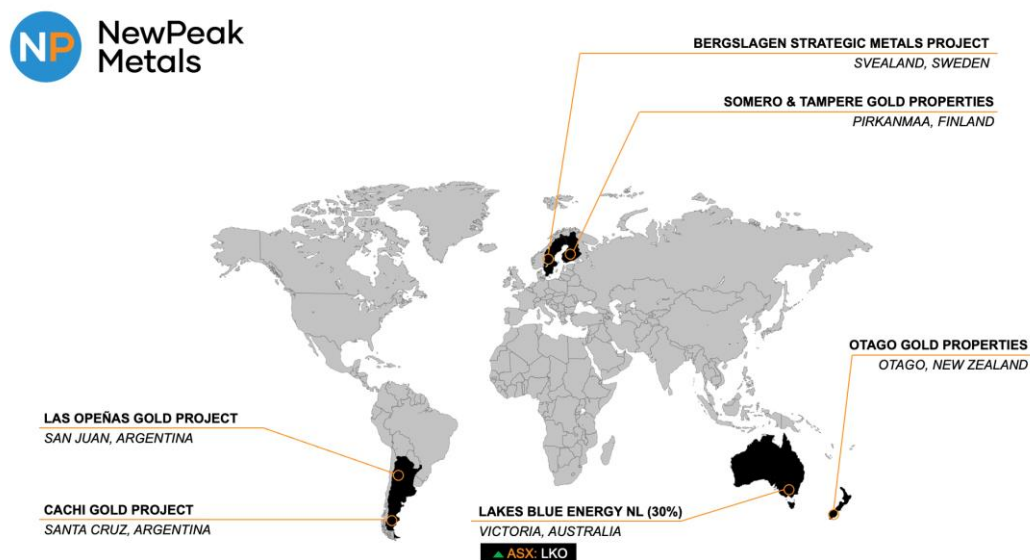 NP NewPeak
Metals
BERGSLAGEN STRATEGIC METALS PROJECT
SVEALAND, SWEDEN
SOMERO & TAMPERE GOLD PROPERTIES
PIRKANMAA, FINLAND
OTAGO GOLD PROPERTIES
OTAGO, NEW ZEALAND
LAS OPEÑAS GOLD PROJECT
SAN JUAN, ARGENTINA
CACHI GOLD PROJECT
SANTA CRUZ, ARGENTINA
LAKES BLUE ENERGY NL (30%)
VICTORIA, AUSTRALIA
ASX: LKO